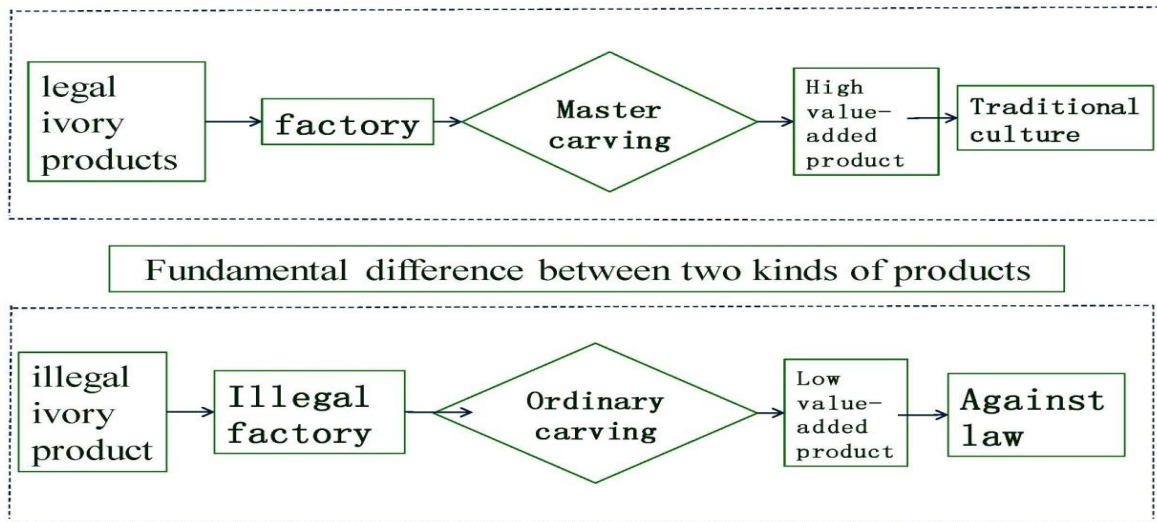 legal
ivory
products
factory
Master
carving
High
value-
added
product
Traditional
culture
Fundamental difference between two kinds of products
illegal
ivory
product
Illegal
factory
Ordinary
carving
Low
value-
added
product
Against
law